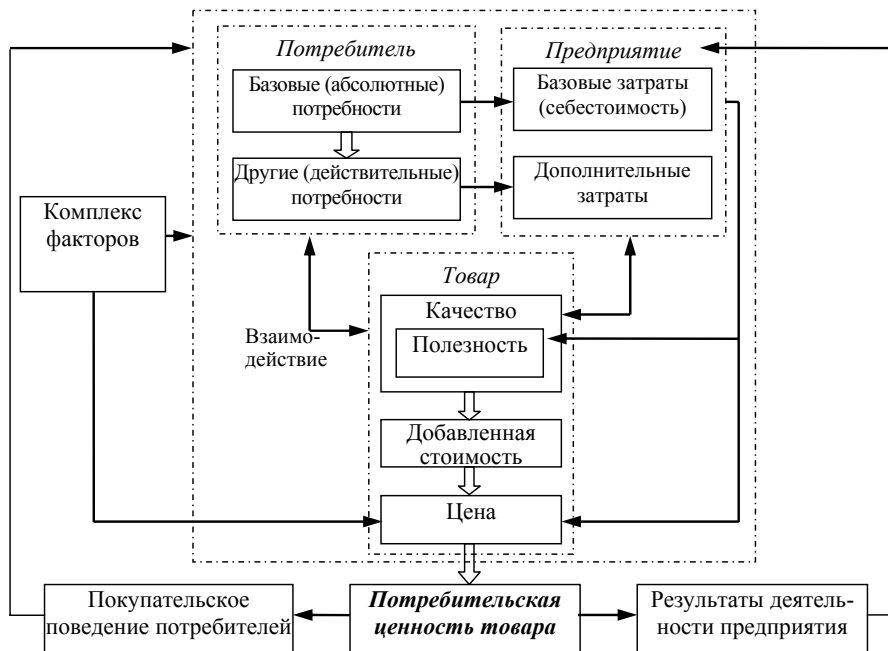 Потребитель
Базовые (абсолютные)
потребности
Другие (действительные)
потребности
Предприятие
Базовые затраты
(себестоимость)
Дополнительные
затраты
Комплекс
факторов
Взаимо-
действие
Товар
Качество
Полезность
Добавленная
стоимость
Цена
Покупательское
поведение потребителей
Потребительская
ценность товара
Результаты деятель-
ности предприятия